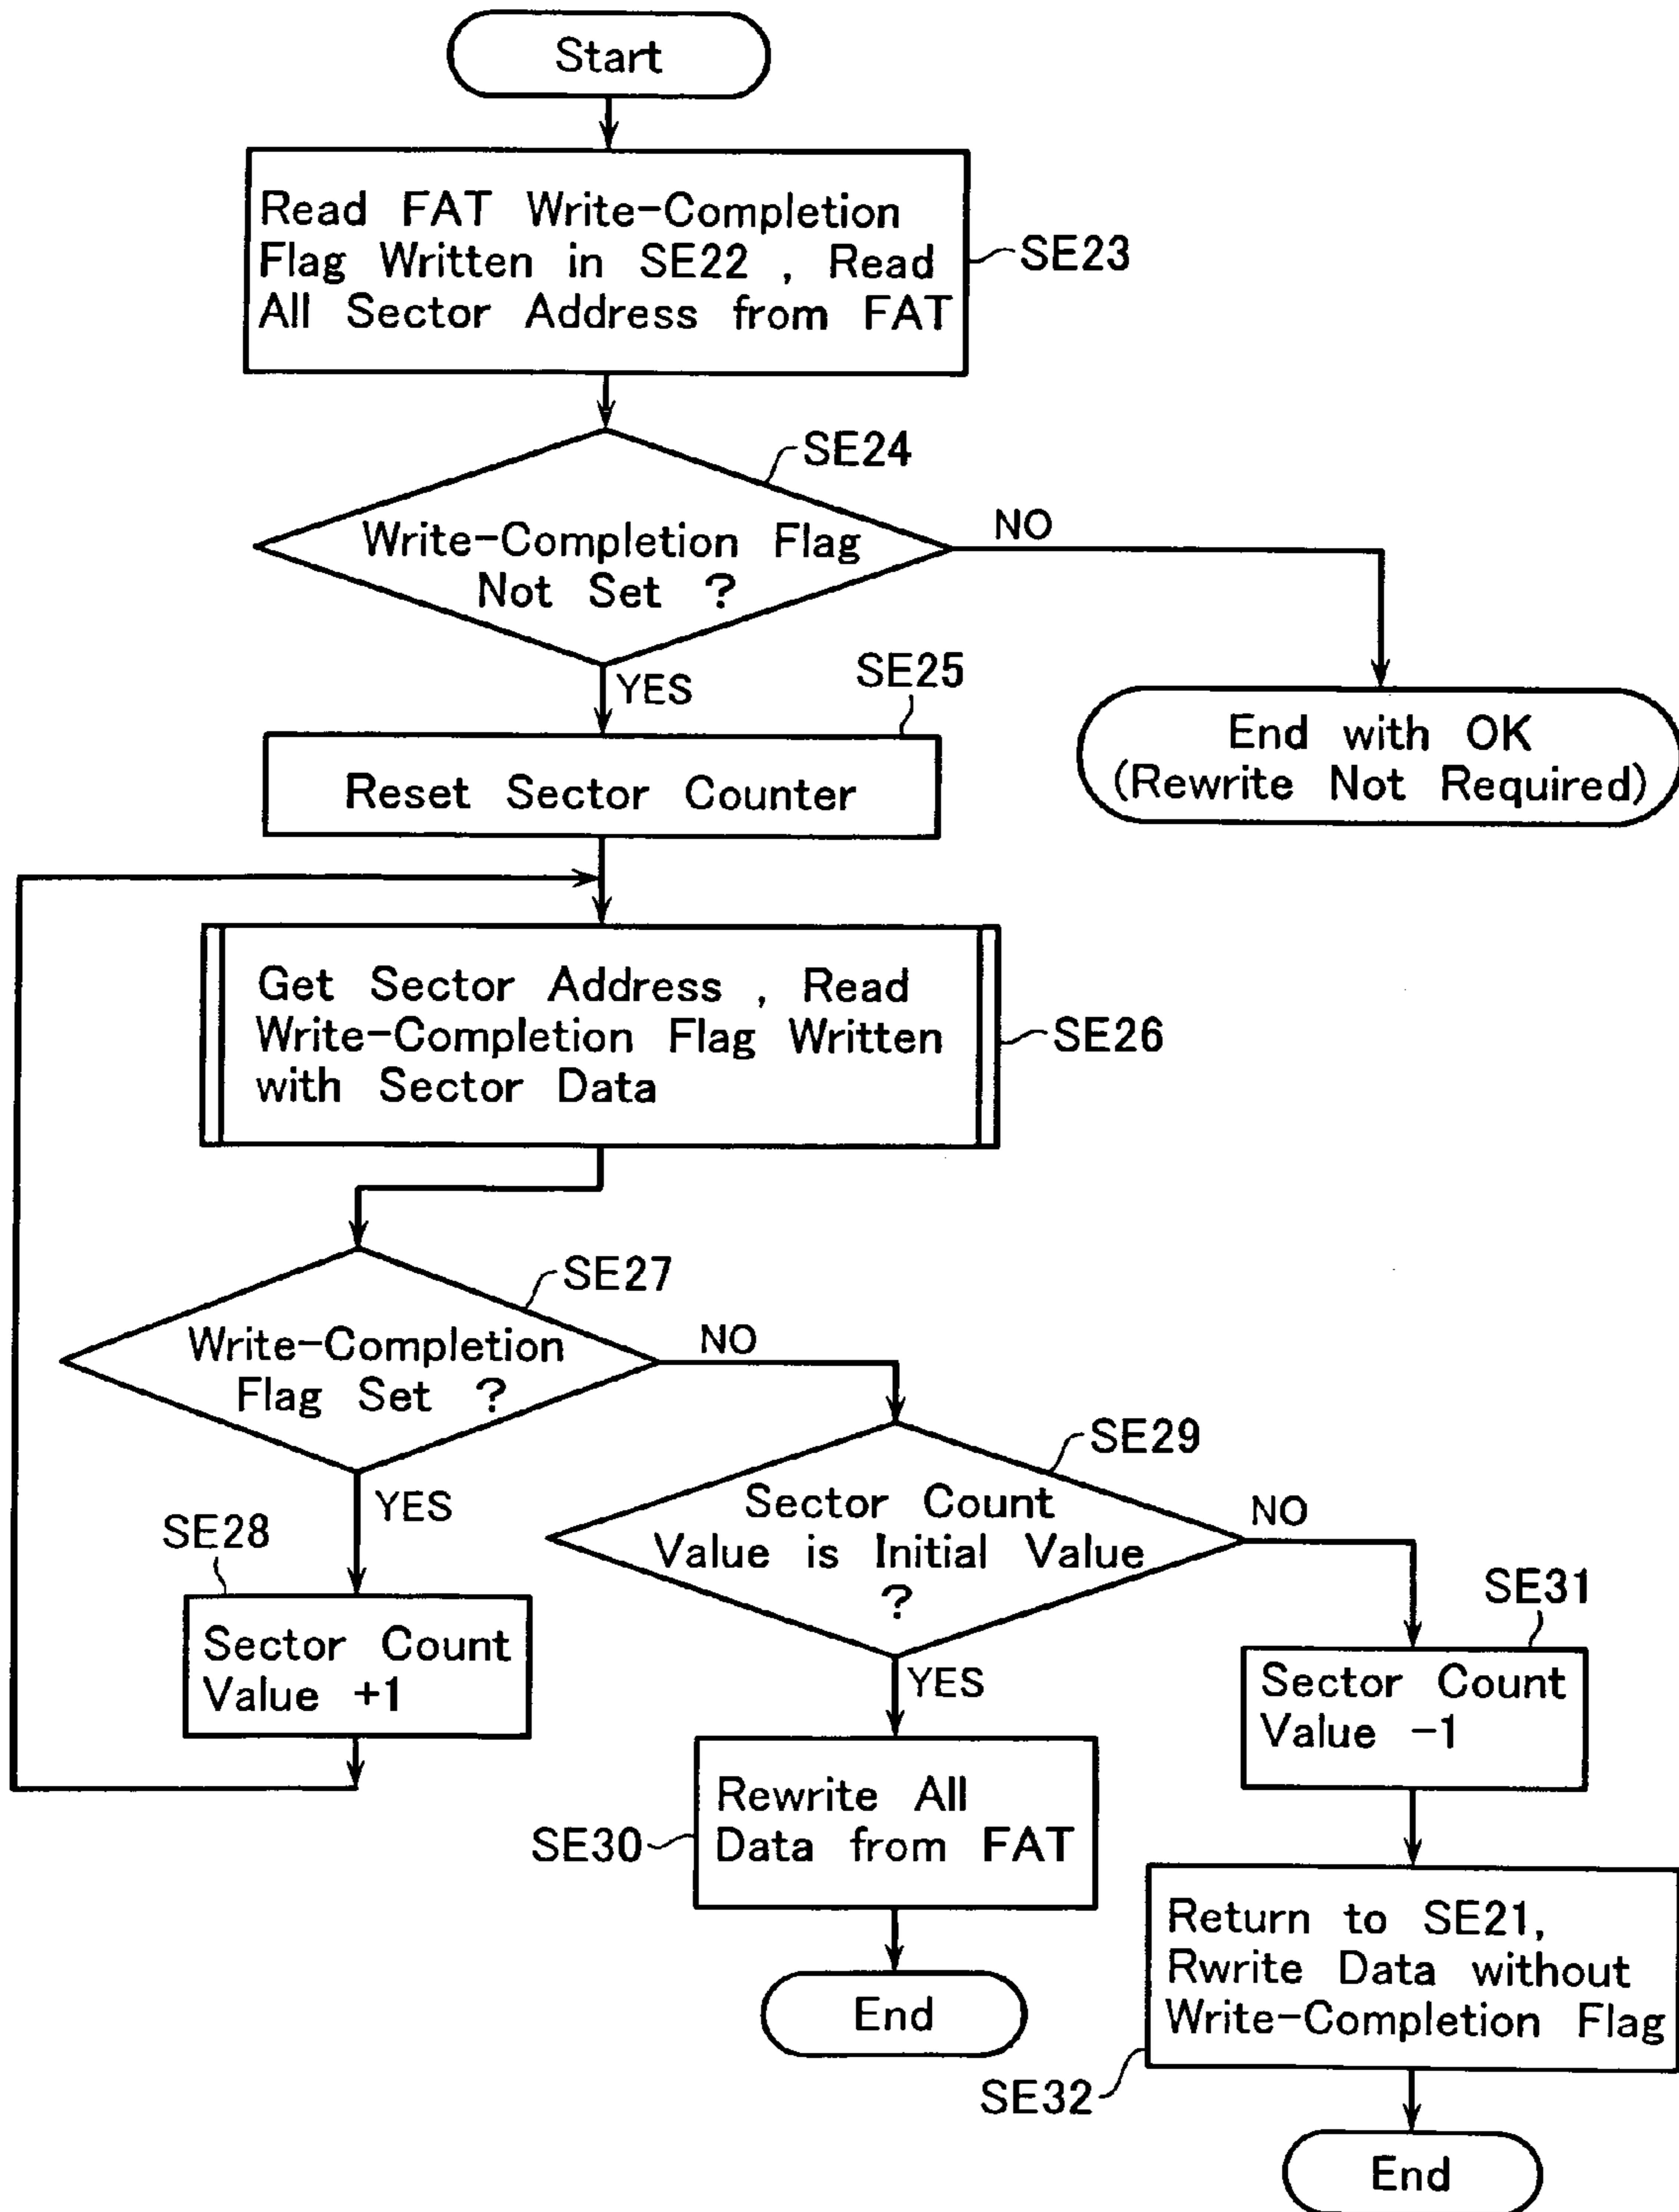 Start
Read FAT Write-Completion
Flag Written in SE22 , Read
All Sector Address from FAT
SE23
SE24
Write-Completion Flag
Not Set ?
NO
YES
SE25
End with OK
(Rewrite Not Required)
Reset Sector Counter
Get Sector Address , Read
Write-Completion Flag Written
with Sector Data
SE26
SE27
Write-Completion
Flag Set ?
NO
YES
SE29
Sector Count
Value is Initial Value
?
NO
YES
SE28
Sector Count
Value +1
SE31
Sector Count
Value -1
Rewrite All
Data from FAT
SE30
Return to SE21,
Rwrite Data without
Write-Completion Flag
SE32
End
End